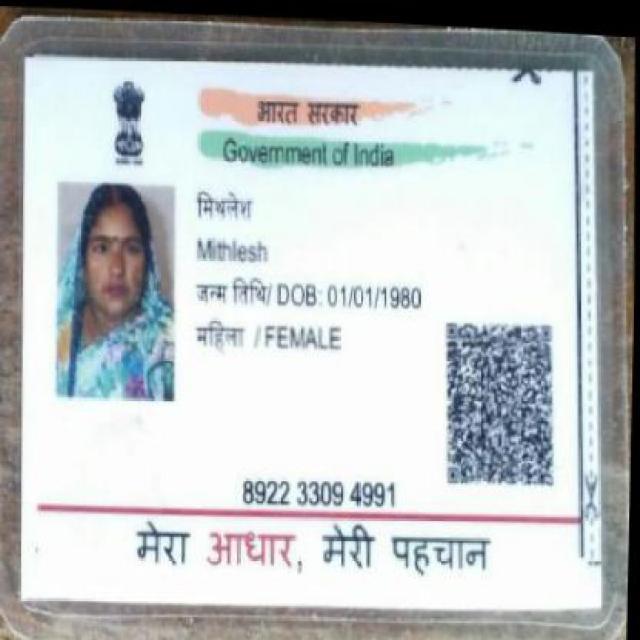 भारत सरकार
Government of India
मिथलेश
Mithlesh
जन्म तिथि/ DOB: 01/01/1980
महिला / FEMALE
8922 3309 4991
मेरा आधार, मेरी पहचान